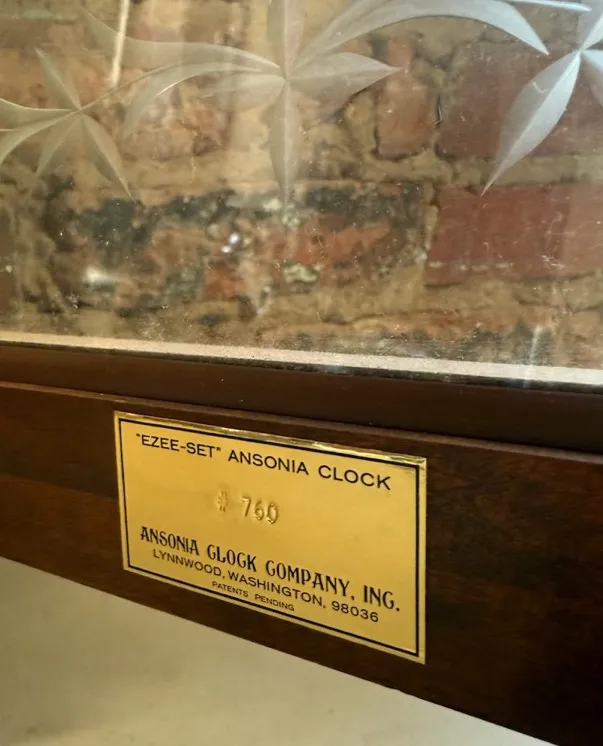 "EZEE-SET" ANSONIA CLOCK
# 760
ANSONIA CLOCK COMPANY, INC.
LYNNWOOD, WASHINGTON, 98036
PATENTS PENDING